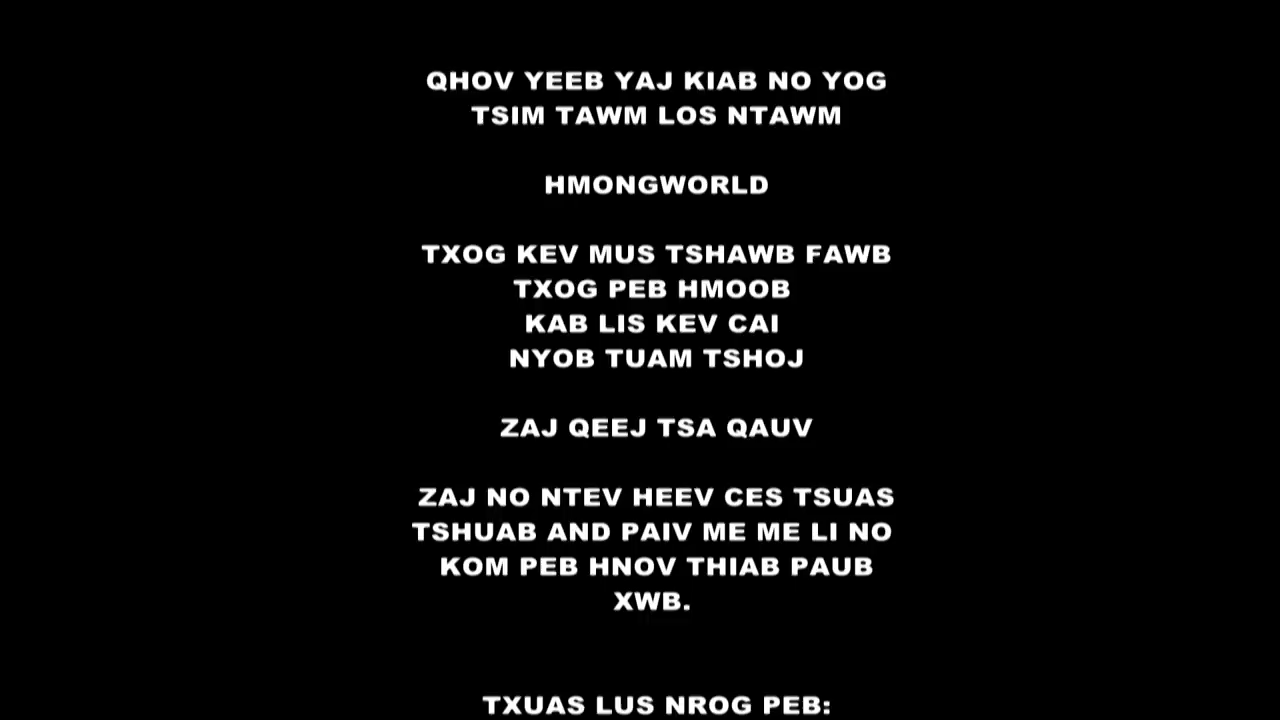 QHOV YEEB YAJ KIAB NO YOG
TSIM TAWM LOS NTAWM
HMONGWORLD
TXOG KEV MUS TSHAWB FAWB
TXOG PEB HMOOB
KAB LIS KEV CAI
NYOB TUAM TSHOJ
ZAJ QEEJ TSA QAUV
ZAJ NO NTEV HEEV CES TSUAS
TSHUAB AND PAIV ME ME LI NO
KOM PEB HNOV THIAB PAUB
XWB.
TXUAS LUS NROG PEB: